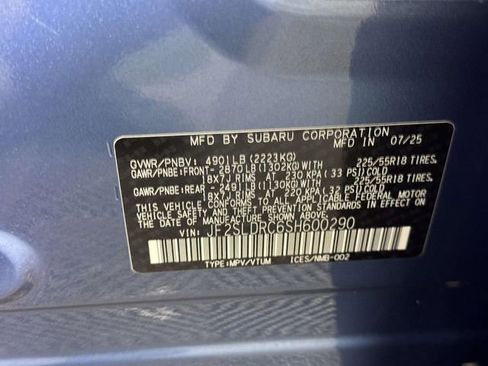 MFD BY SUBARU CORPORATION
MFD IN 07/25
GVWR/PNBV: 4901LB(2223KG)
GAWR/PNBE:FRONT- 2870LB(1302KG)WITH 225/55R18 TIRES,
18X7J RIMS AT 230 KPA (33 PSI)COLD
GAWR/PNBE:REAR - 2491LB(1130KG)WITH 225/55R18 TIRES,
18X7J RIMS AT 220 KPA (32 PSI)COLD
THIS VEHICLE CONFORMS TO ALL APPLICABLE FEDERAL MOTOR
VEHICLE SAFETY AND THEFT PREVENTION STANDARDS
IN EFFECT ON THE DATE OF MANUFACTURE SHOWN ABOVE.
VIN: JF2SLDRC6SH600290
TYPE:MPV/VTUM ICES/NMB-002